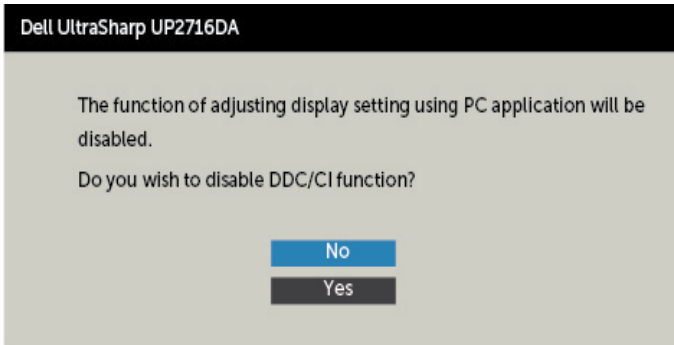 Dell UltraSharp UP2716DA
The function of adjusting display setting using PC application will be
disabled.
Do you wish to disable DDC/CI function?
No
Yes